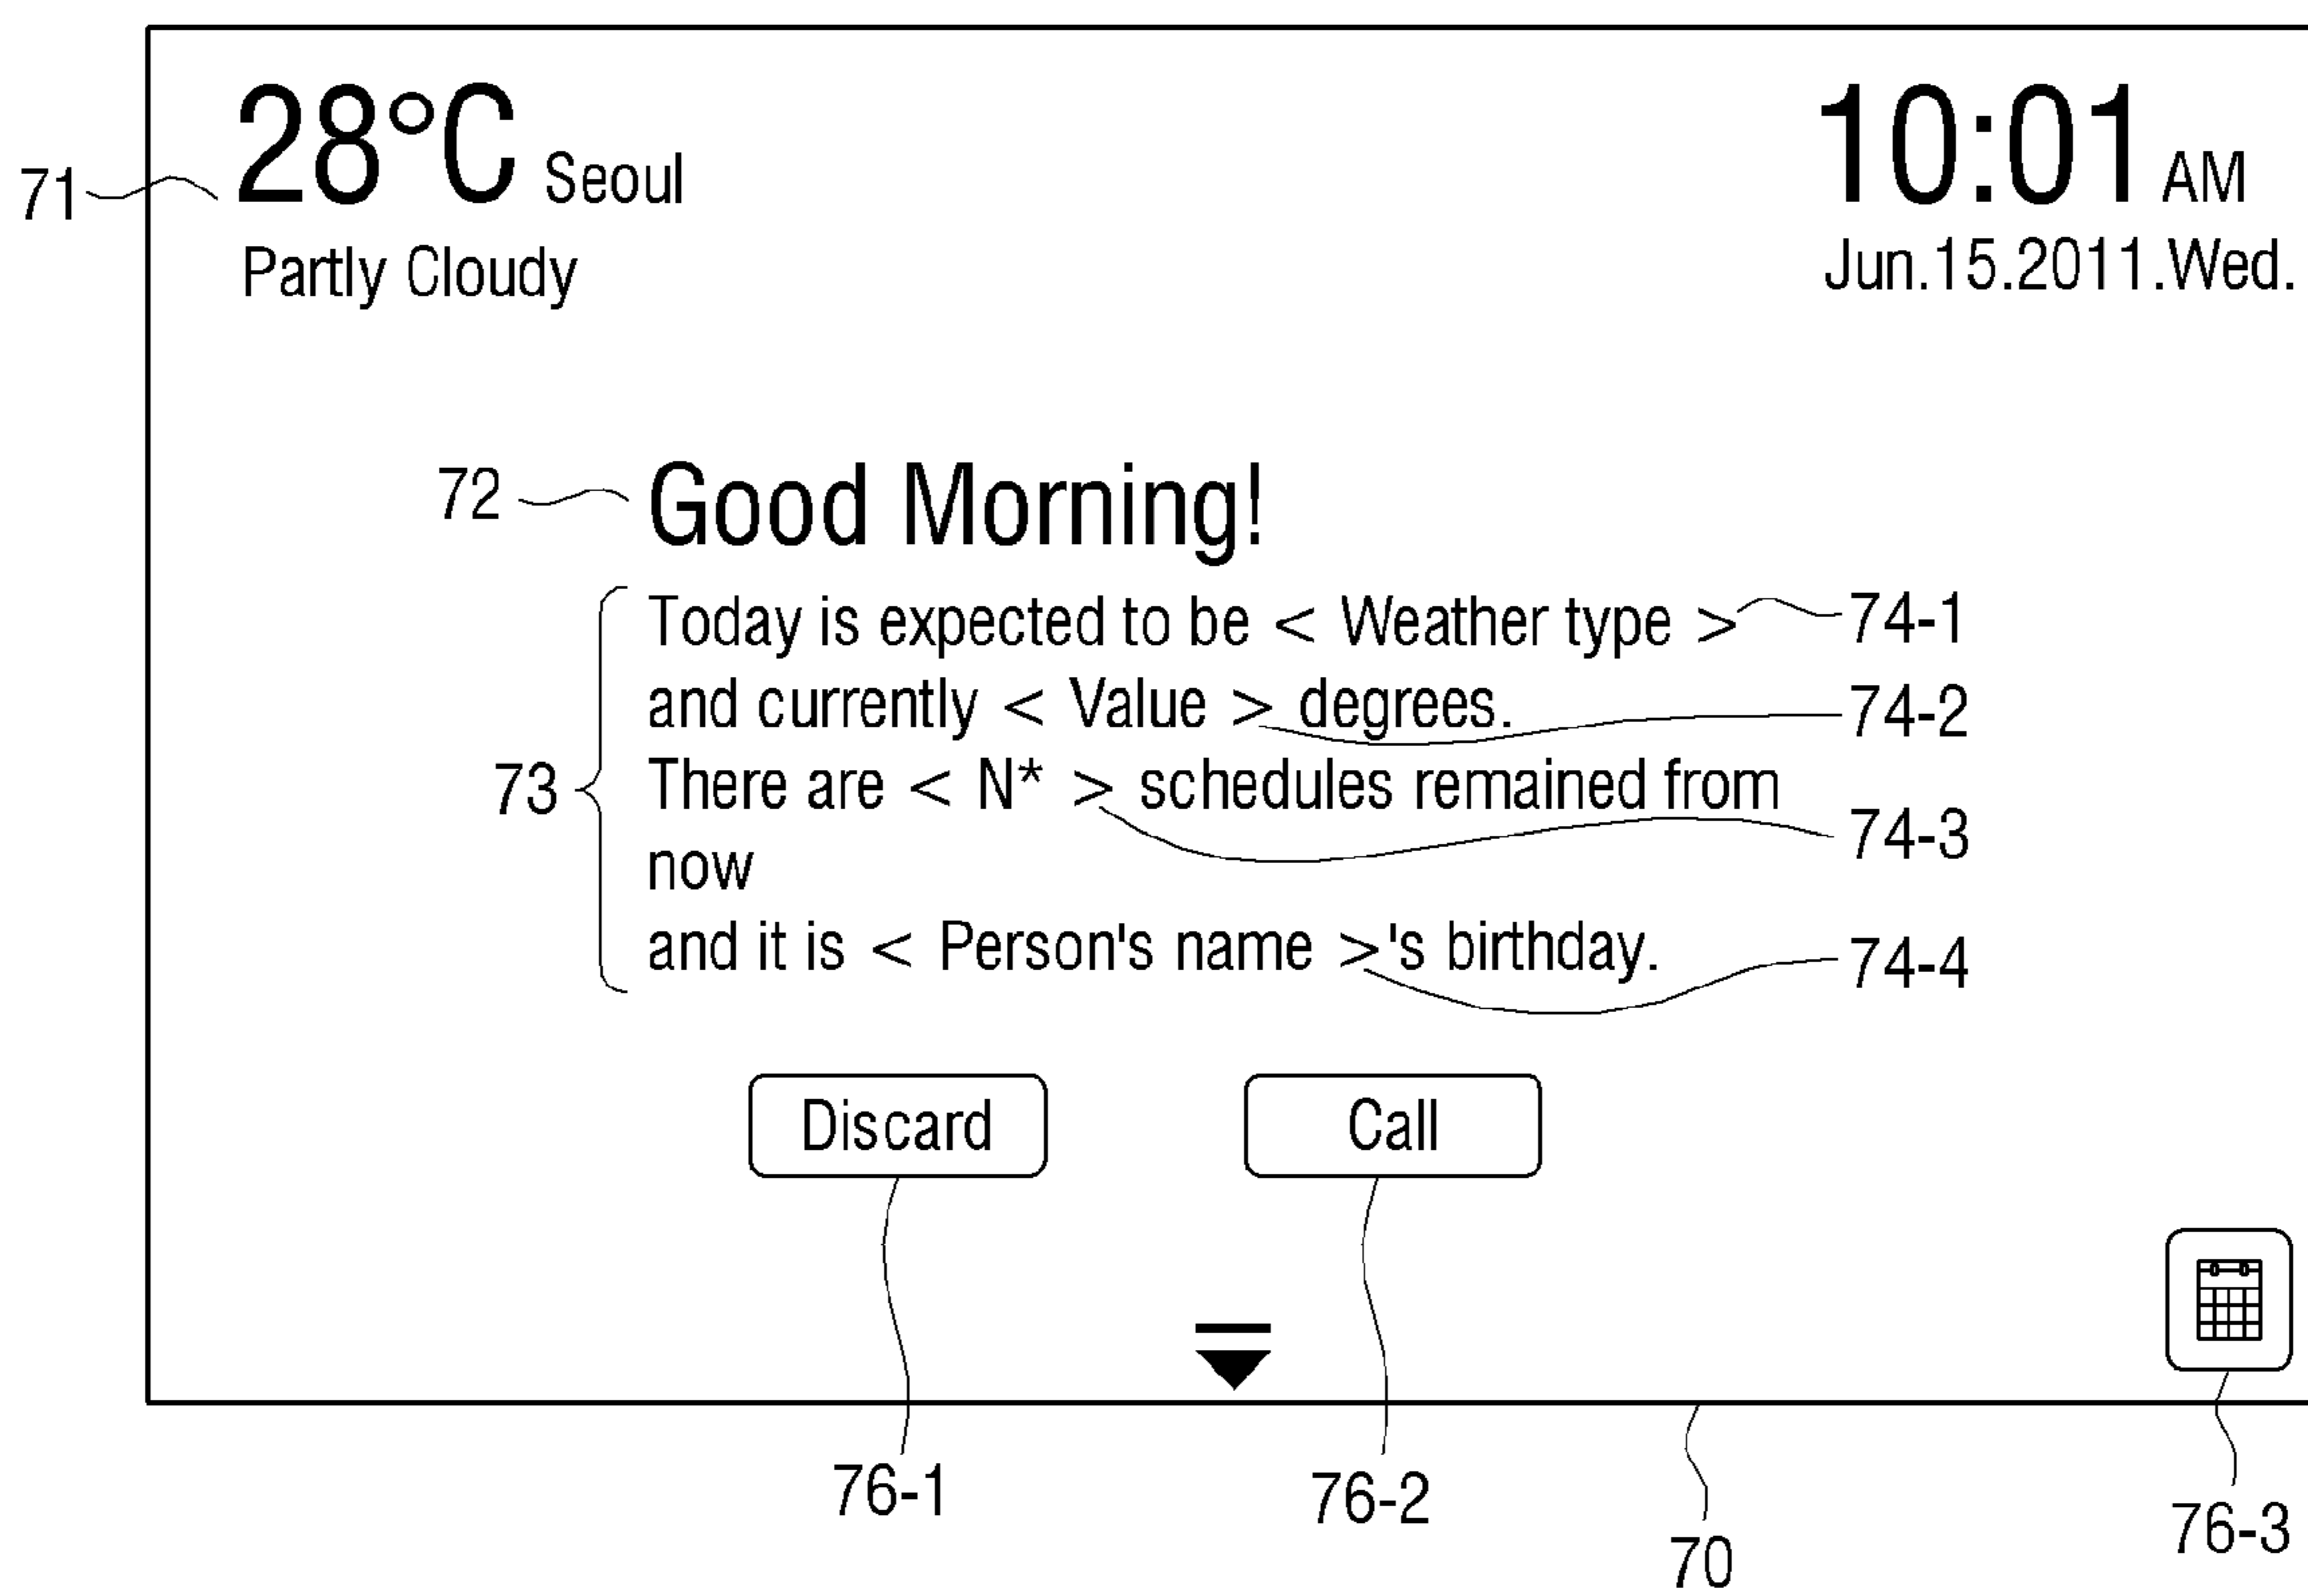 28°C Seoul
10:01 AM
71
Partly Cloudy
Jun.15.2011.Wed.
72
Good Morning!
Today is expected to be < Weather type >
74-1
and currently < Value > degrees.
74-2
73
There are < N* > schedules remained from
74-3
now
and it is < Person's name >'s birthday.
74-4
Discard
Call
76-1
76-2
70
76-3